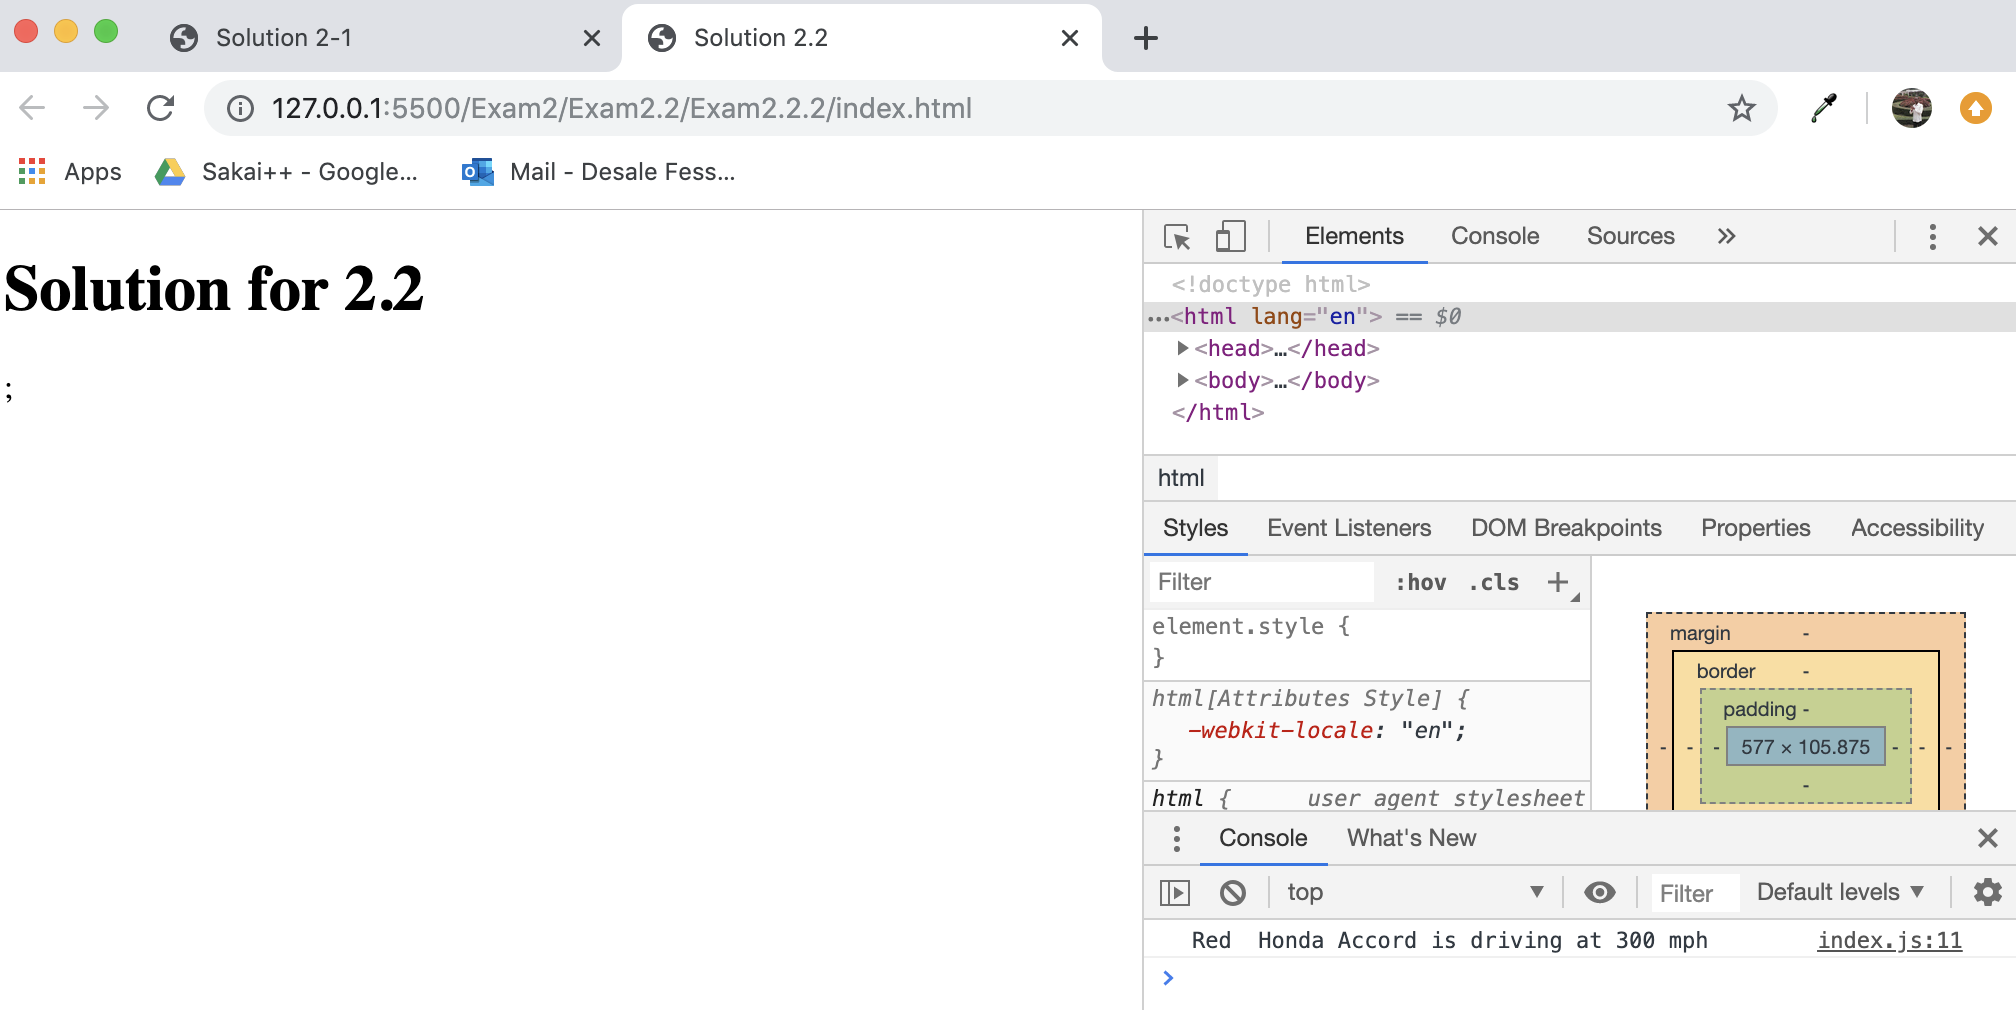 Solution 2-1
Solution 2.2
127.0.0.1:5500/Exam2/Exam2.2/Exam2.2.2/index.html
Apps
Sakai++ - Google...
Mail - Desale Fess...
Solution for 2.2
;
Elements Console Sources »
<!doctype html>
...<html lang="en"> == $0
<head>…</head>
<body>…</body>
</html>
html
Styles Event Listeners DOM Breakpoints Properties Accessibility
Filter :hov .cls +
element.style {
}
html[Attributes Style] {
-webkit-locale: "en";
}
html { user agent stylesheet
margin -
border -
padding -
- - - 577 × 105.875 - - -
-
Console What's New
top Filter Default levels
Red  Honda Accord is driving at 300 mph index.js:11
>